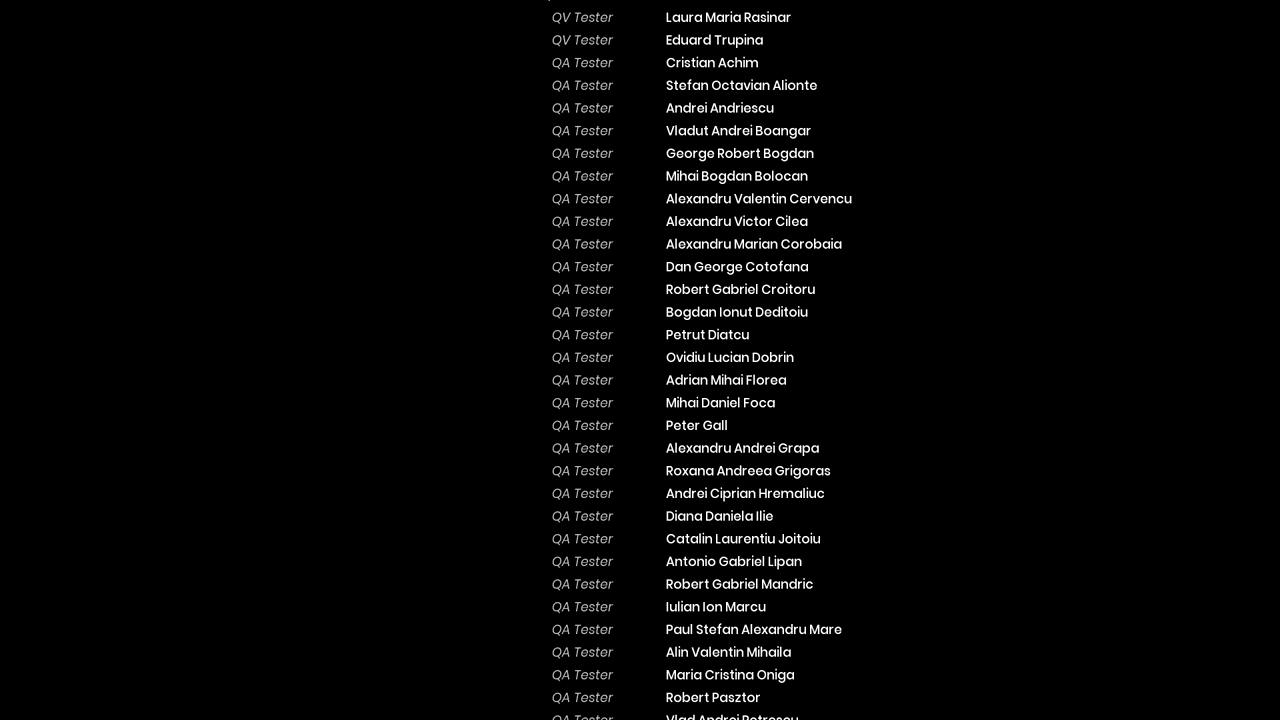 QV Tester Laura Maria Rasinar
QV Tester Eduard Trupina
QA Tester Cristian Achim
QA Tester Stefan Octavian Alionte
QA Tester Andrei Andriescu
QA Tester Vladut Andrei Boangar
QA Tester George Robert Bogdan
QA Tester Mihai Bogdan Bolocan
QA Tester Alexandru Valentin Cervencu
QA Tester Alexandru Victor Cilea
QA Tester Alexandru Marian Corobaia
QA Tester Dan George Cotofana
QA Tester Robert Gabriel Croitoru
QA Tester Bogdan Ionut Deditoiu
QA Tester Petrut Diatcu
QA Tester Ovidiu Lucian Dobrin
QA Tester Adrian Mihai Florea
QA Tester Mihai Daniel Foca
QA Tester Peter Gall
QA Tester Alexandru Andrei Grapa
QA Tester Roxana Andreea Grigoras
QA Tester Andrei Ciprian Hremaliuc
QA Tester Diana Daniela Ilie
QA Tester Catalin Laurentiu Joitoiu
QA Tester Antonio Gabriel Lipan
QA Tester Robert Gabriel Mandric
QA Tester Iulian Ion Marcu
QA Tester Paul Stefan Alexandru Mare
QA Tester Alin Valentin Mihaila
QA Tester Maria Cristina Oniga
QA Tester Robert Pasztor
QA Tester Vlad Andrei Petrescu